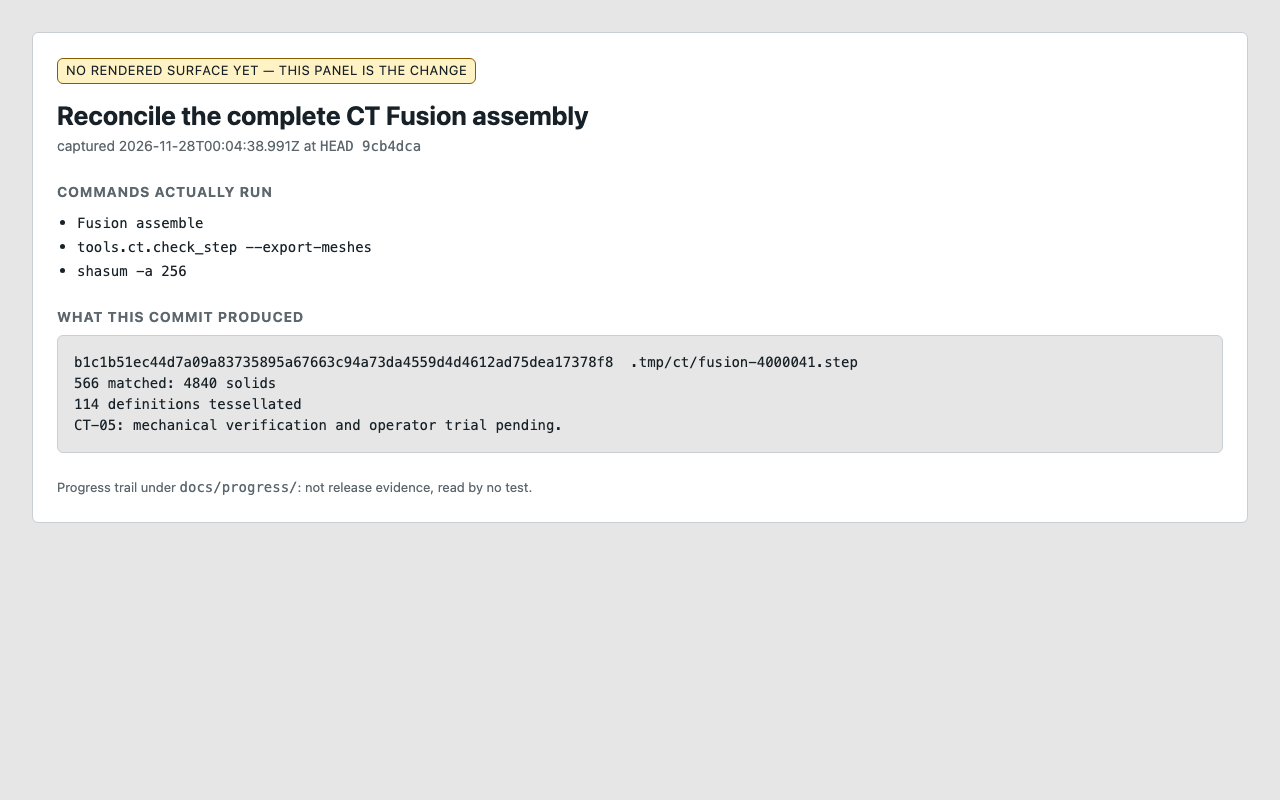 NO RENDERED SURFACE YET — THIS PANEL IS THE CHANGE
Reconcile the complete CT Fusion assembly
captured 2026-11-28T00:04:38.991Z at HEAD 9cb4dca
COMMANDS ACTUALLY RUN
• Fusion assemble
• tools.ct.check_step --export-meshes
• shasum -a 256
WHAT THIS COMMIT PRODUCED
b1c1b51ec44d7a09a83735895a67663c94a73da4559d4d4612ad75dea17378f8  .tmp/ct/fusion-4000041.step
566 matched: 4840 solids
114 definitions tessellated
CT-05: mechanical verification and operator trial pending.
Progress trail under docs/progress/: not release evidence, read by no test.